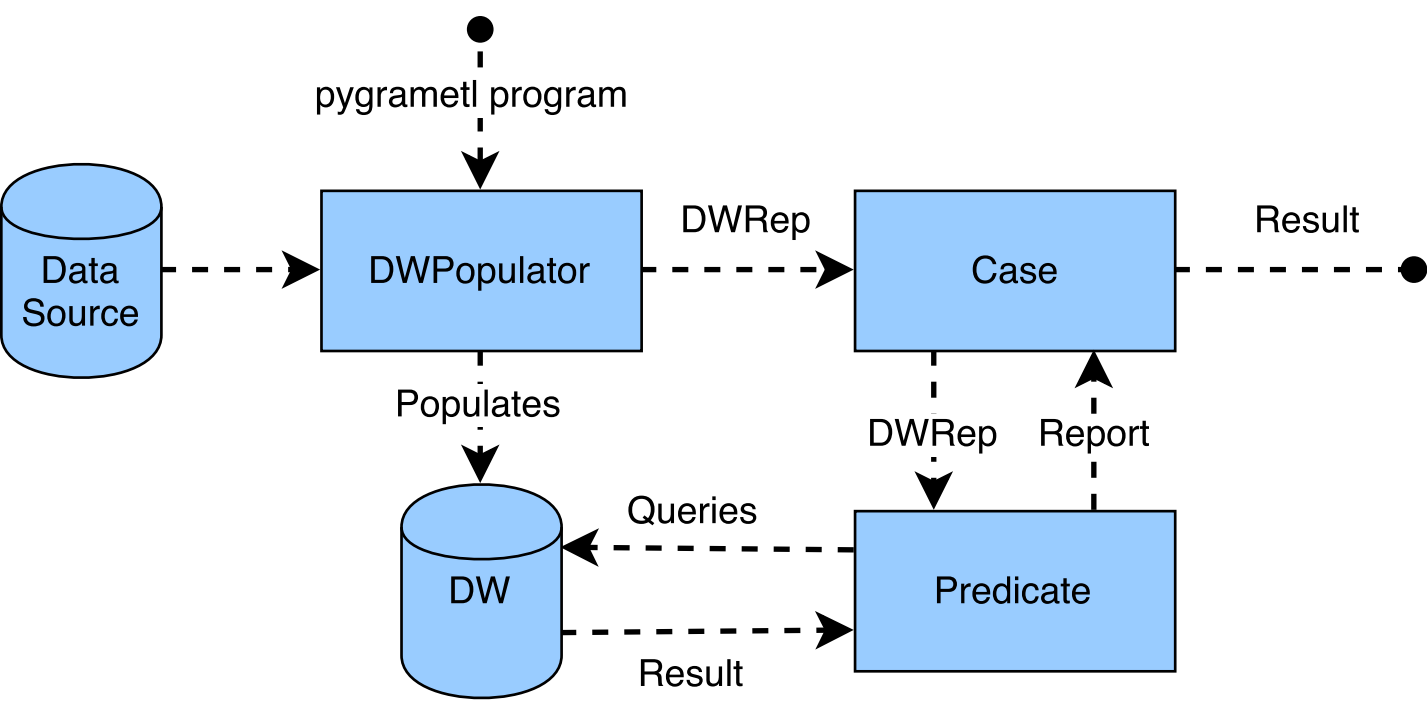 pygrametl program
DWRep
Result
Data
Source
DWPopulator
Case
Populates
DWRep
Report
Queries
DW
Predicate
Result